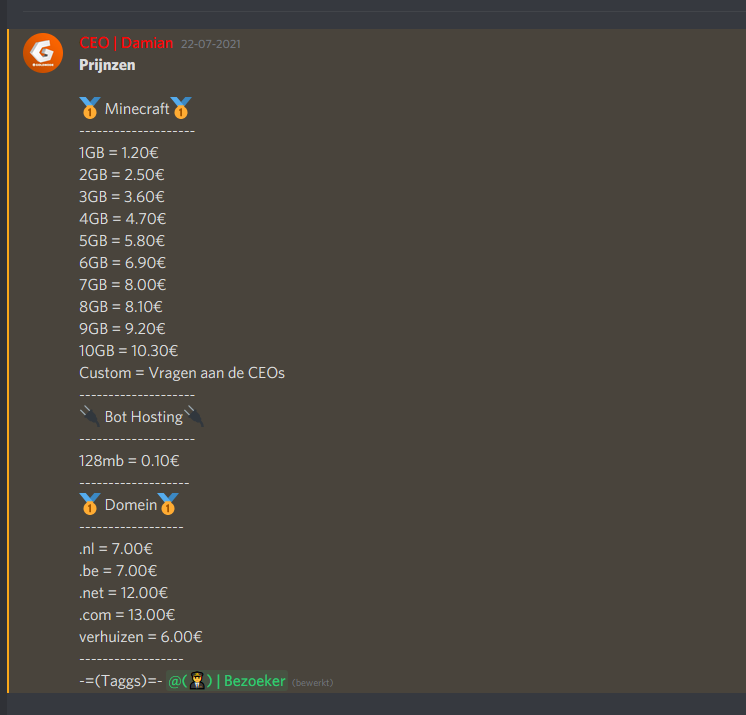 CEO | Damian 22-07-2021
Prijnzen
🥇 Minecraft🥇
--------------------
1GB = 1.20€
2GB = 2.50€
3GB = 3.60€
4GB = 4.70€
5GB = 5.80€
6GB = 6.90€
7GB = 8.00€
8GB = 8.10€
9GB = 9.20€
10GB = 10.30€
Custom = Vragen aan de CEOs
--------------------
🔌 Bot Hosting🔌
--------------------
128mb = 0.10€
-------------------
🥇 Domein🥇
------------------
.nl = 7.00€
.be = 7.00€
.net = 12.00€
.com = 13.00€
verhuizen = 6.00€
------------------
-=(Taggs)=- @(🧑‍✈️) | Bezoeker (bewerkt)